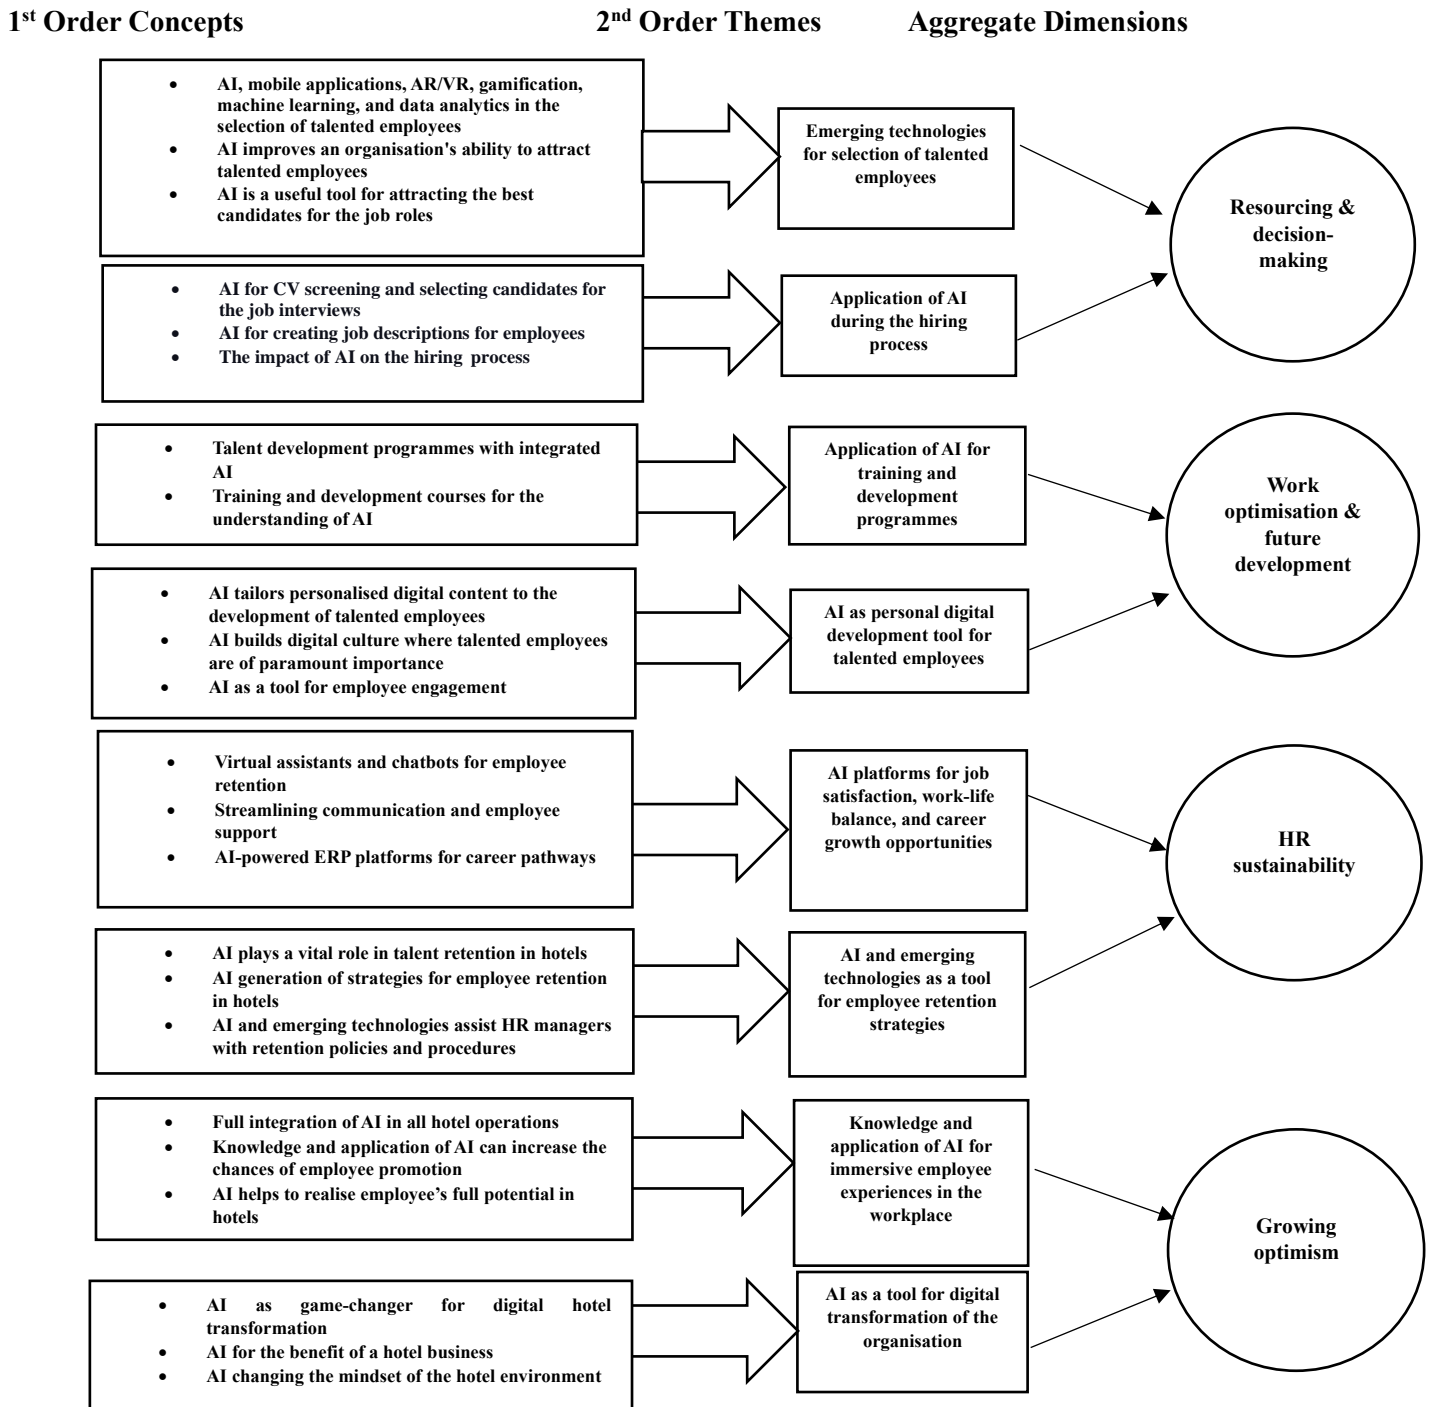 1st Order Concepts
2nd Order Themes
Aggregate Dimensions
• AI, mobile applications, AR/VR, gamification,
machine learning, and data analytics in the
selection of talented employees
• AI improves an organisation's ability to attract
talented employees
• AI is a useful tool for attracting the best
candidates for the job roles
Emerging technologies
for selection of talented
employees
Resourcing &
decision-
making
• AI for CV screening and selecting candidates for
the job interviews
• AI for creating job descriptions for employees
• The impact of AI on the hiring process
Application of AI
during the hiring
process
• Talent development programmes with integrated
AI
• Training and development courses for the
understanding of AI
Application of AI for
training and
development
programmes
Work
optimisation &
future
development
• AI tailors personalised digital content to the
development of talented employees
• AI builds digital culture where talented employees
are of paramount importance
• AI as a tool for employee engagement
AI as personal digital
development tool for
talented employees
• Virtual assistants and chatbots for employee
retention
• Streamlining communication and employee
support
• AI-powered ERP platforms for career pathways
AI platforms for job
satisfaction, work-life
balance, and career
growth opportunities
HR
sustainability
• AI plays a vital role in talent retention in hotels
• AI generation of strategies for employee retention
in hotels
• AI and emerging technologies assist HR managers
with retention policies and procedures
AI and emerging
technologies as a tool
for employee retention
strategies
• Full integration of AI in all hotel operations
• Knowledge and application of AI can increase the
chances of employee promotion
• AI helps to realise employee’s full potential in
hotels
Knowledge and
application of AI for
immersive employee
experiences in the
workplace
Growing
optimism
• AI as game-changer for digital hotel
transformation
• AI for the benefit of a hotel business
• AI changing the mindset of the hotel environment
AI as a tool for digital
transformation of the
organisation